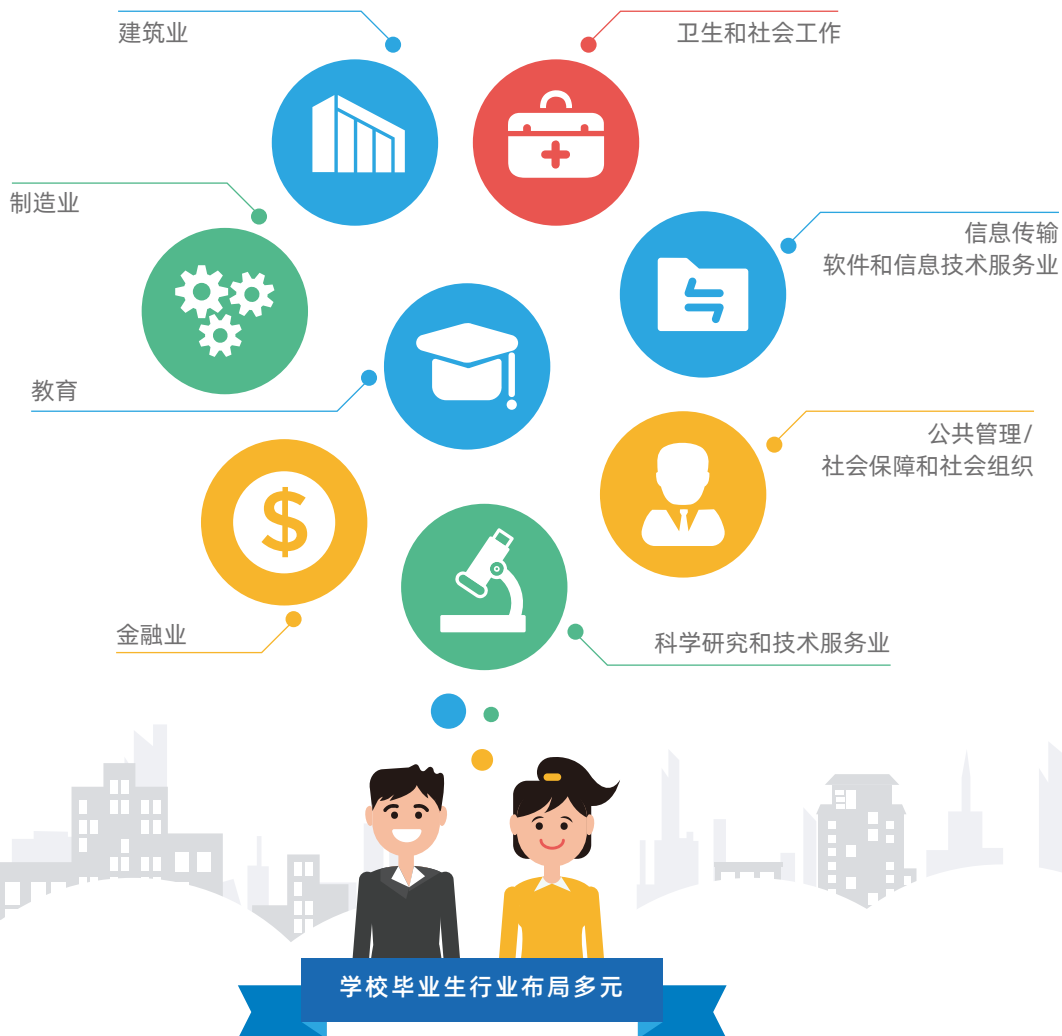 建筑业
卫生和社会工作
制造业
信息传输
软件和信息技术服务业
教育
公共管理/
社会保障和社会组织
金融业
科学研究和技术服务业
学校毕业生行业布局多元